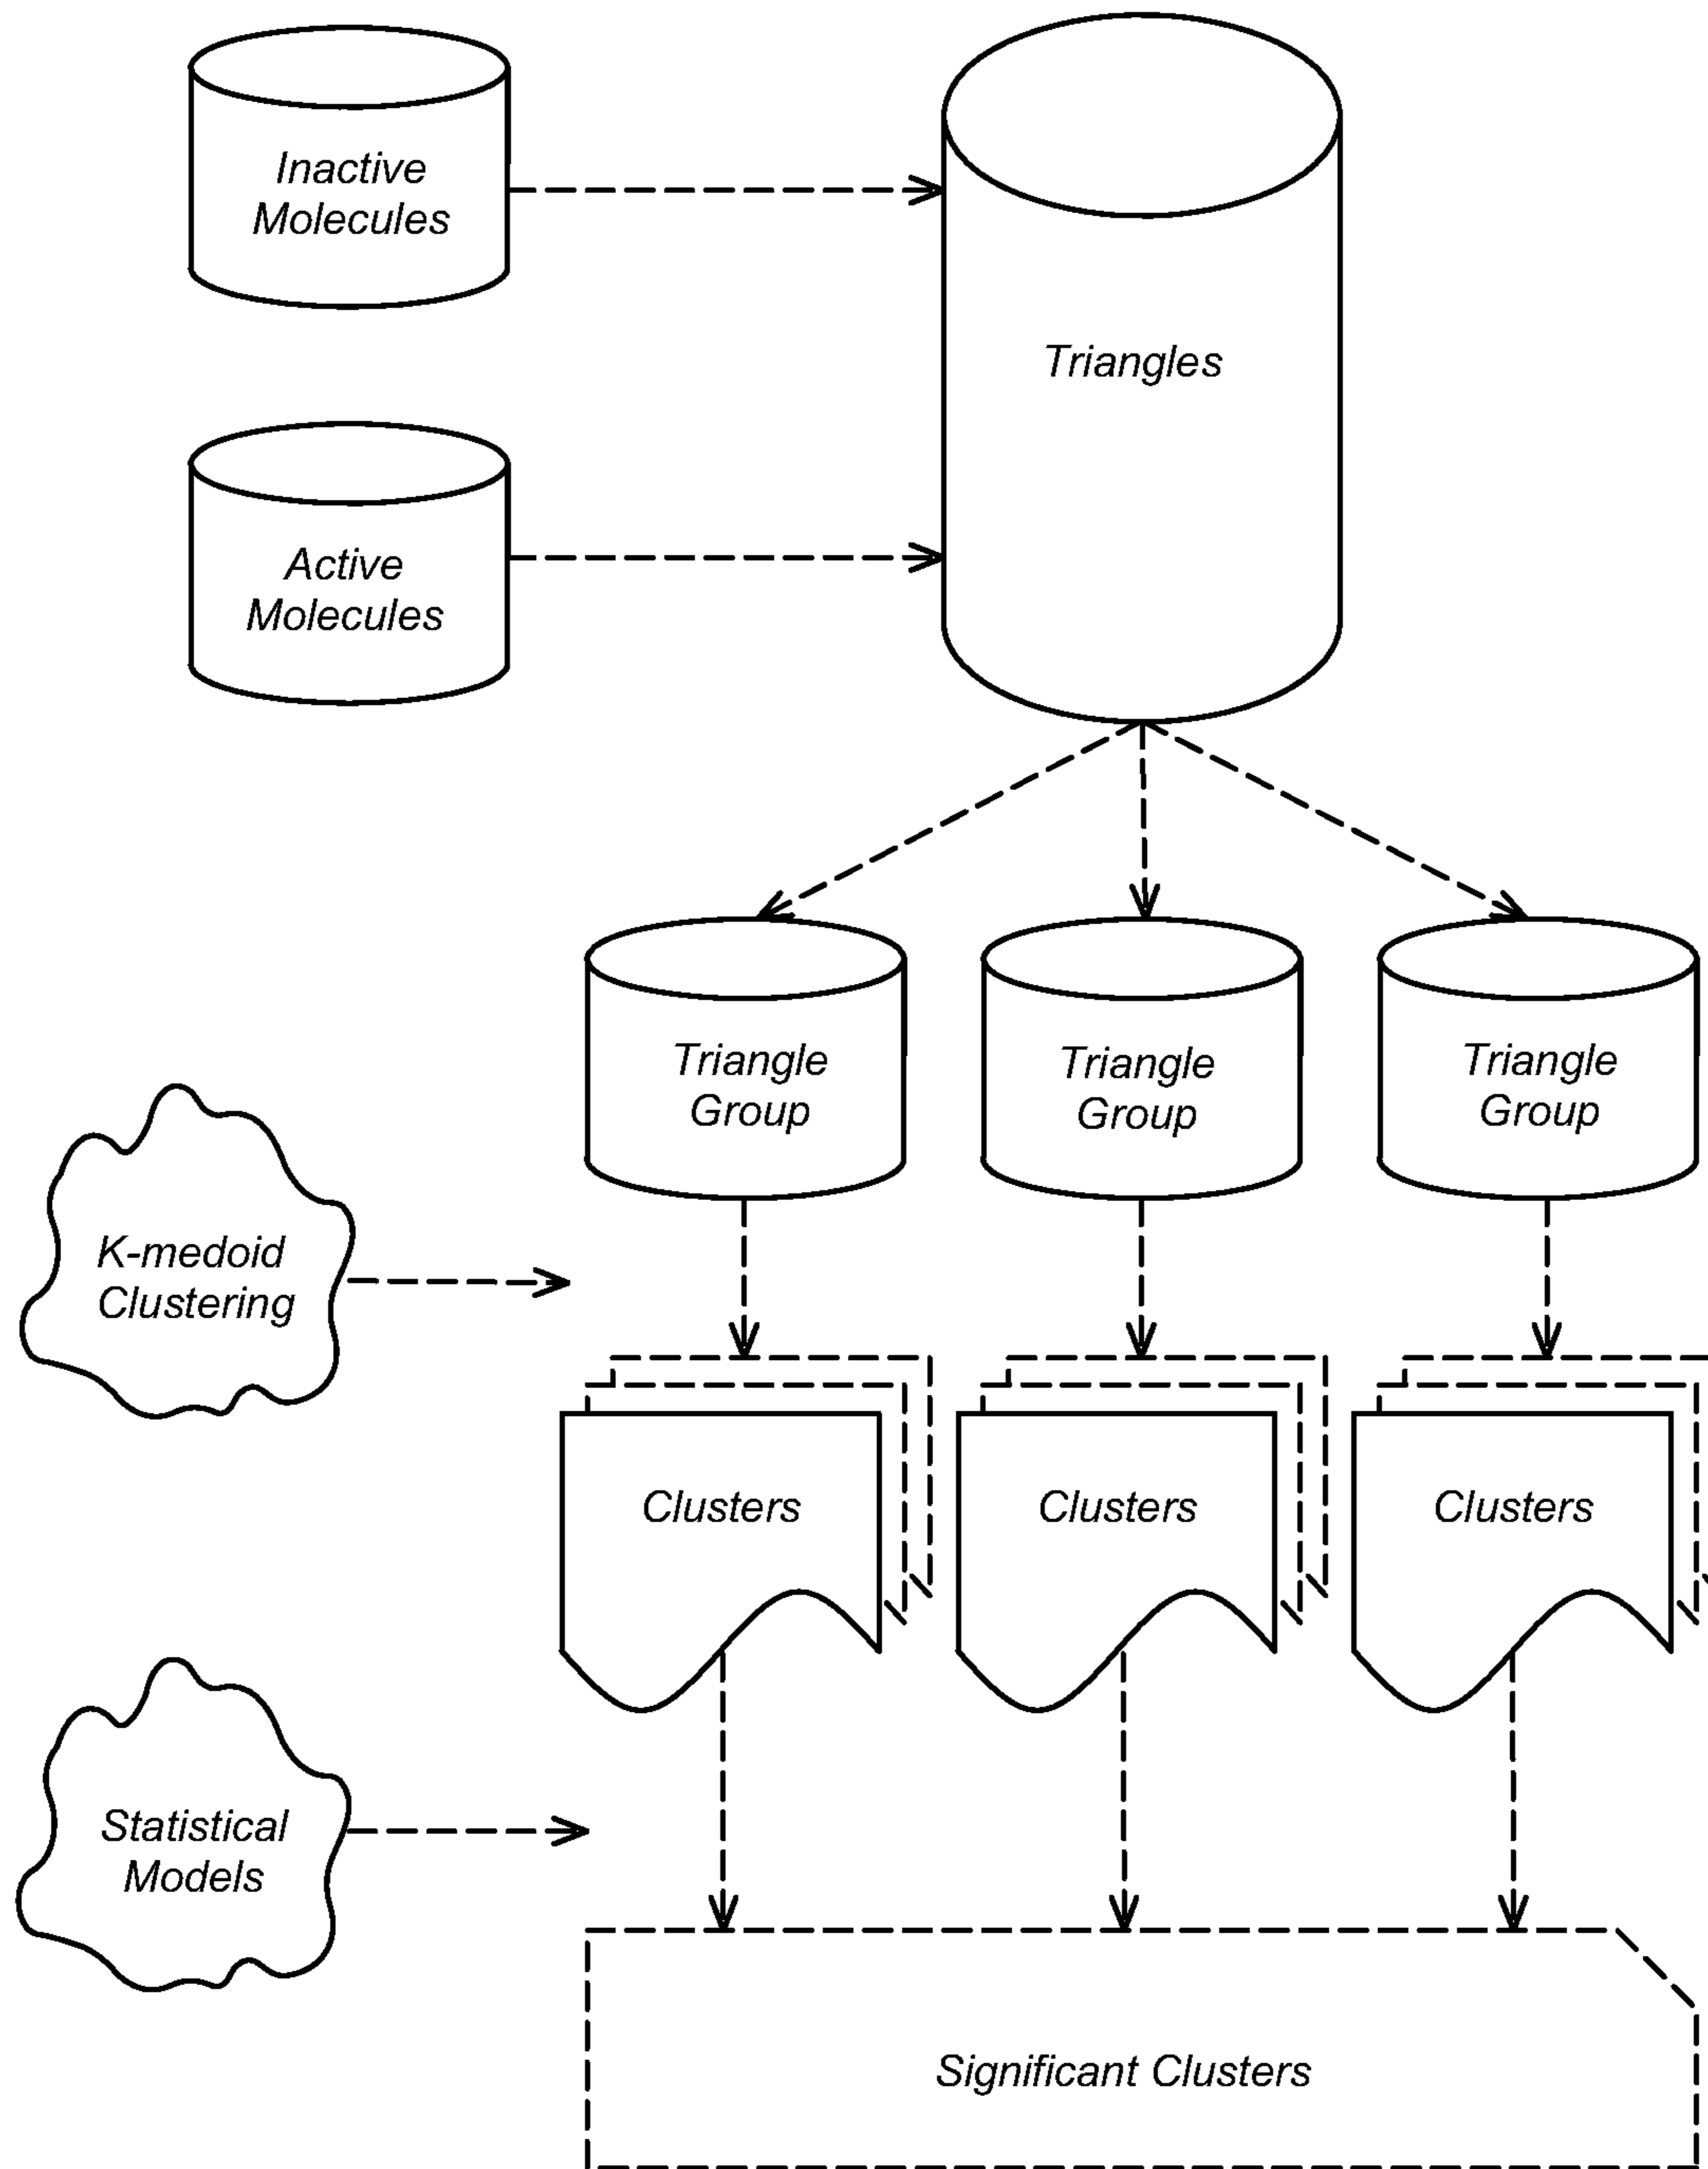 Inactive
Molecules
Triangles
Active
Molecules
Triangle
Group
Triangle
Group
Triangle
Group
K-medoid
Clustering
Clusters
Clusters
Clusters
Statistical
Models
Significant Clusters